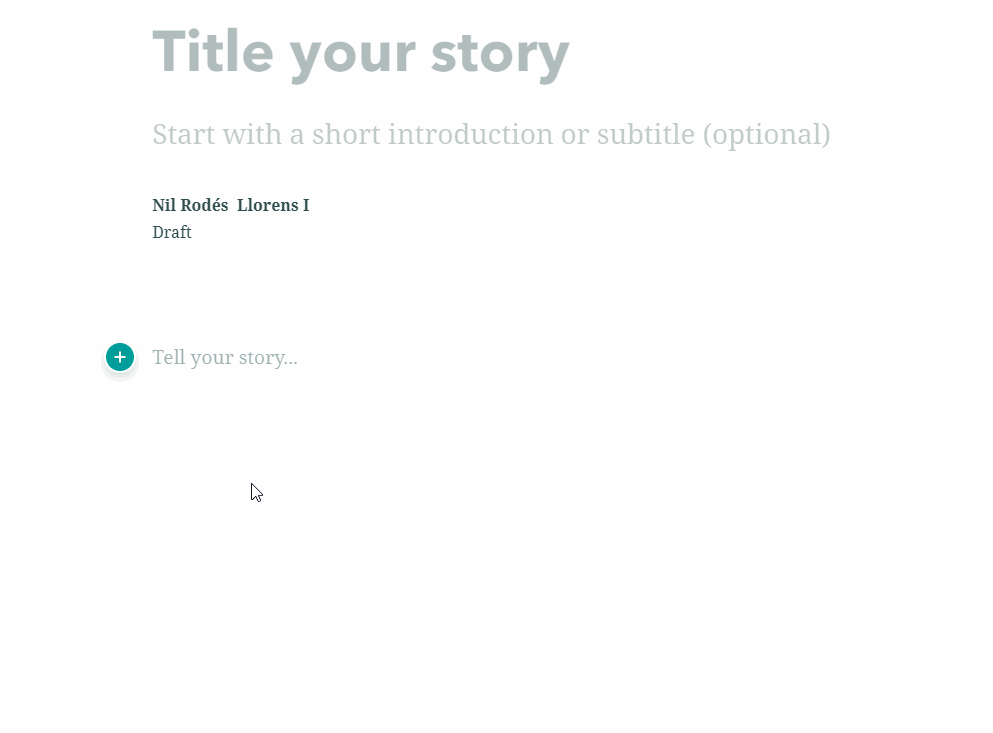 Title your story
Start with a short introduction or subtitle (optional)
Nil Rodés  Llorens I
Draft
Tell your story...